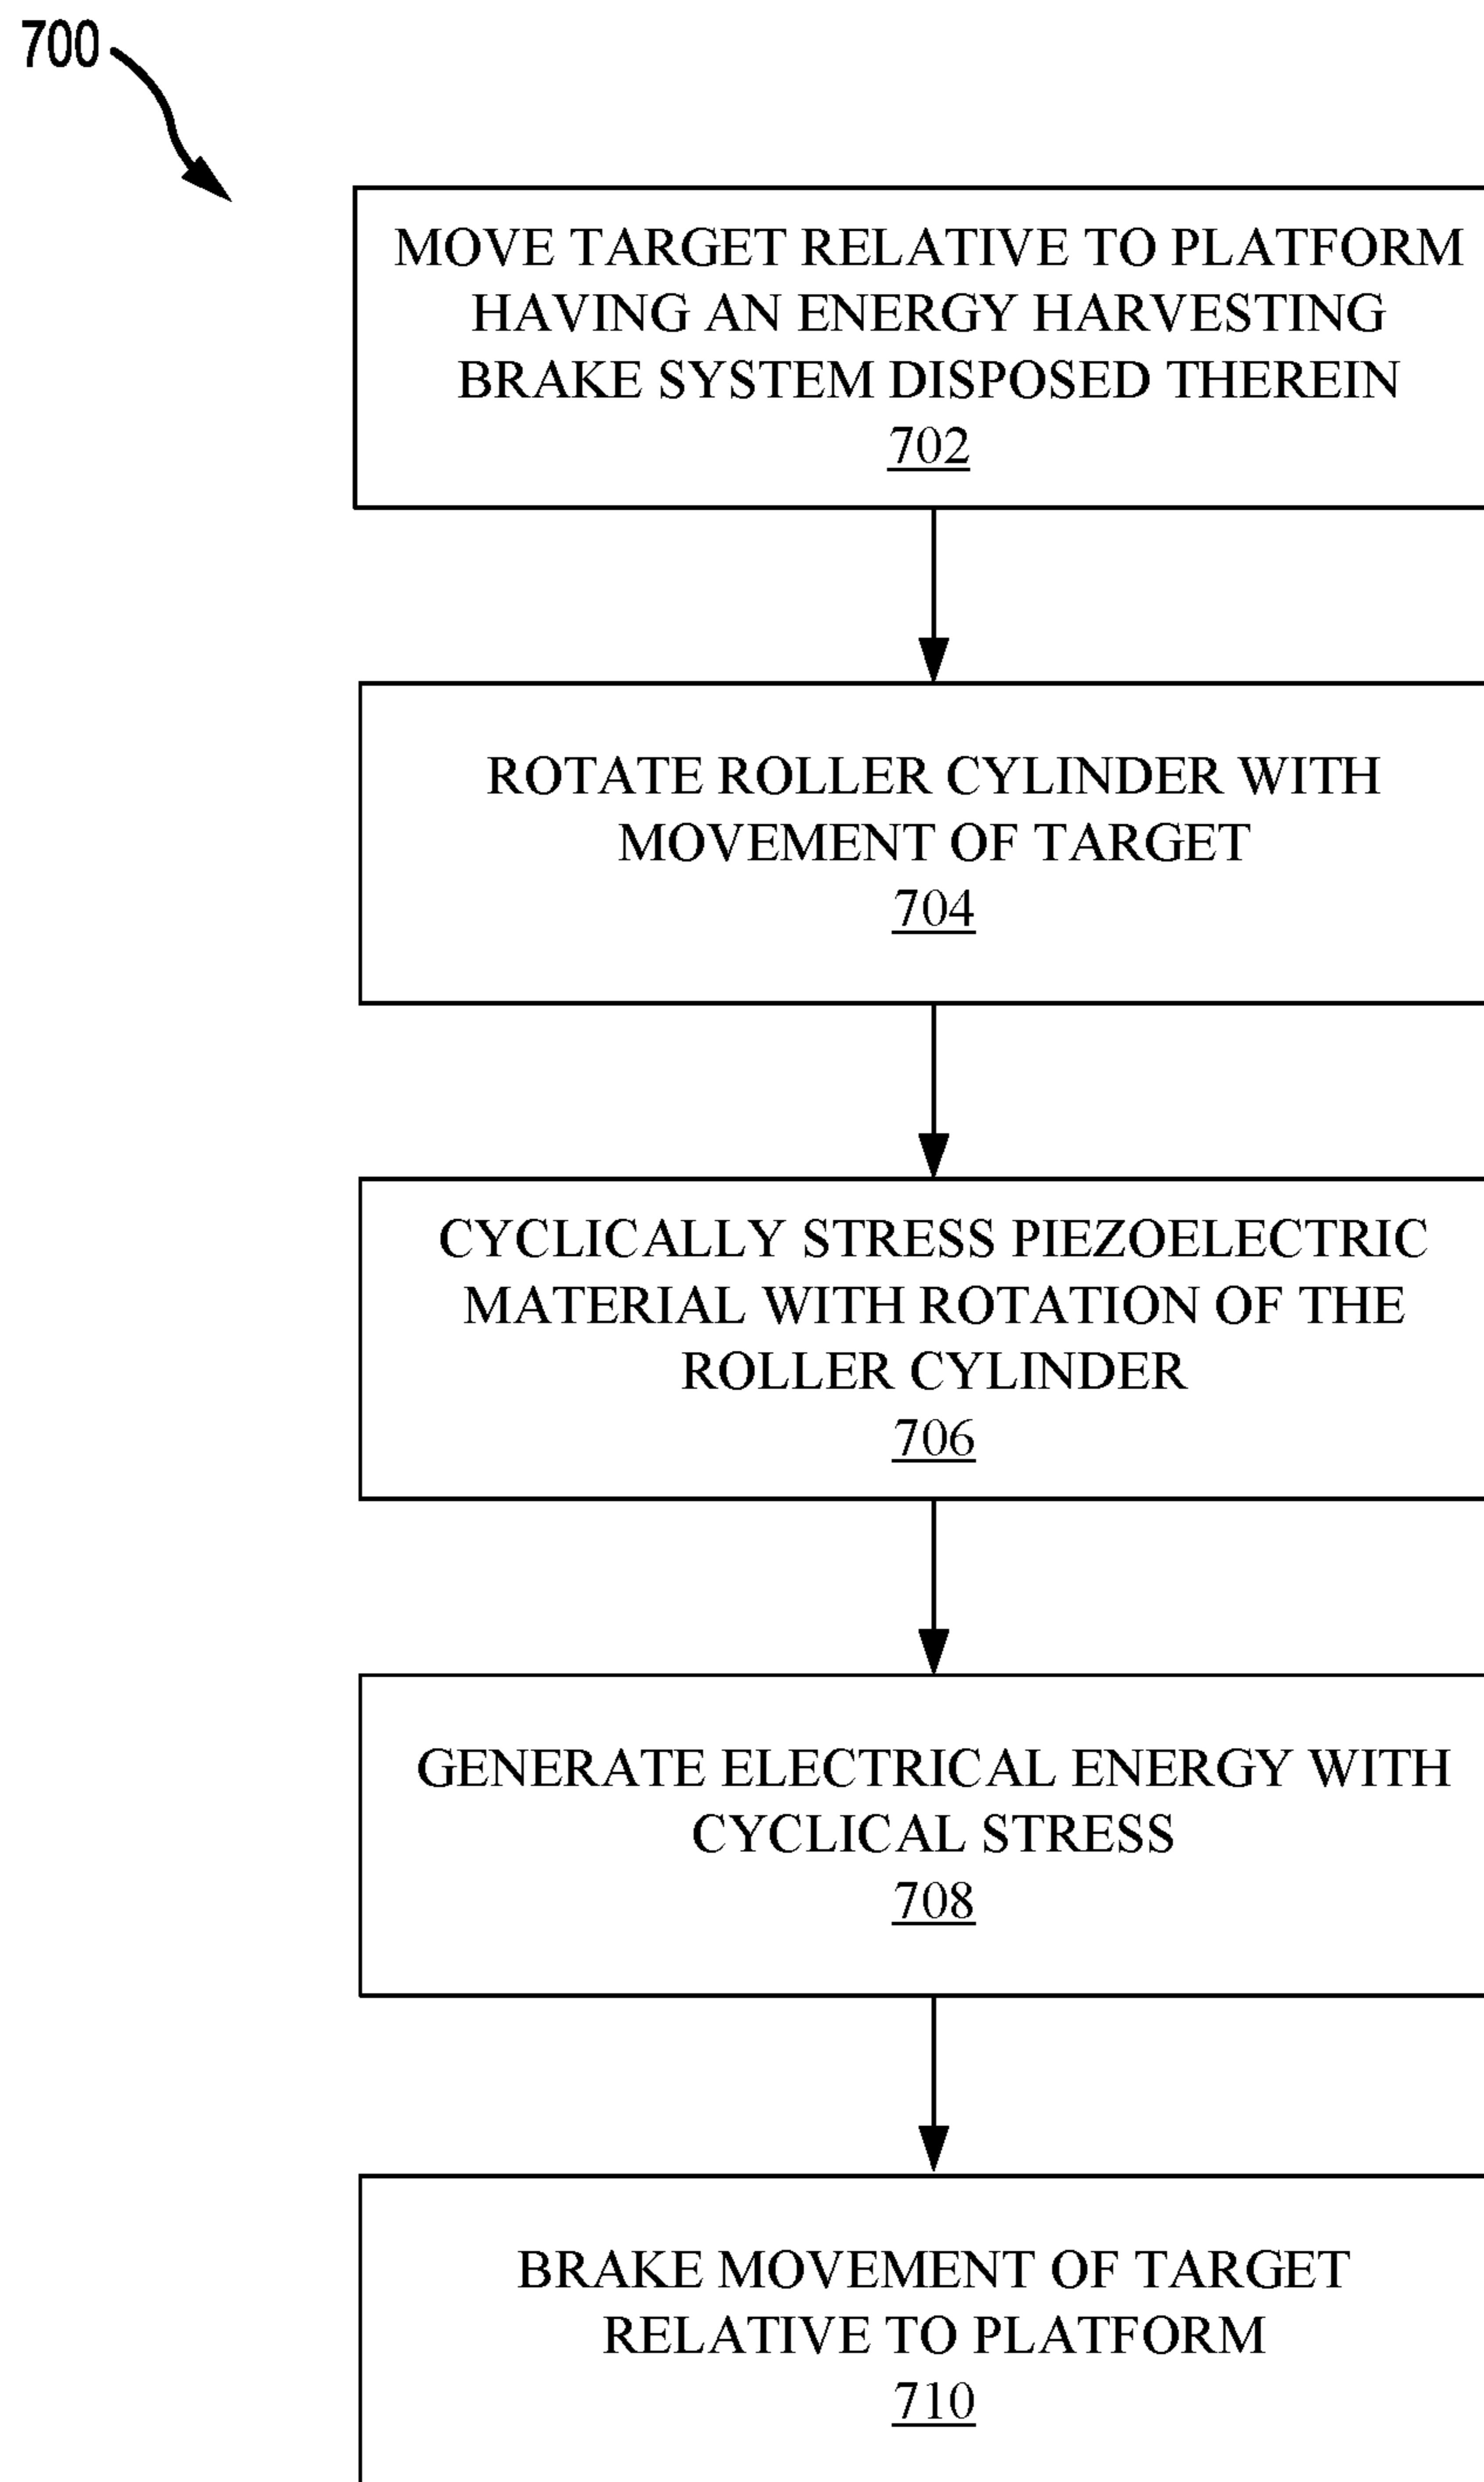 700
MOVE TARGET RELATIVE TO PLATFORM
HAVING AN ENERGY HARVESTING
BRAKE SYSTEM DISPOSED THEREIN
702
ROTATE ROLLER CYLINDER WITH
MOVEMENT OF TARGET
704
CYCLICALLY STRESS PIEZOELECTRIC
MATERIAL WITH ROTATION OF THE
ROLLER CYLINDER
706
GENERATE ELECTRICAL ENERGY WITH
CYCLICAL STRESS
708
BRAKE MOVEMENT OF TARGET
RELATIVE TO PLATFORM
710